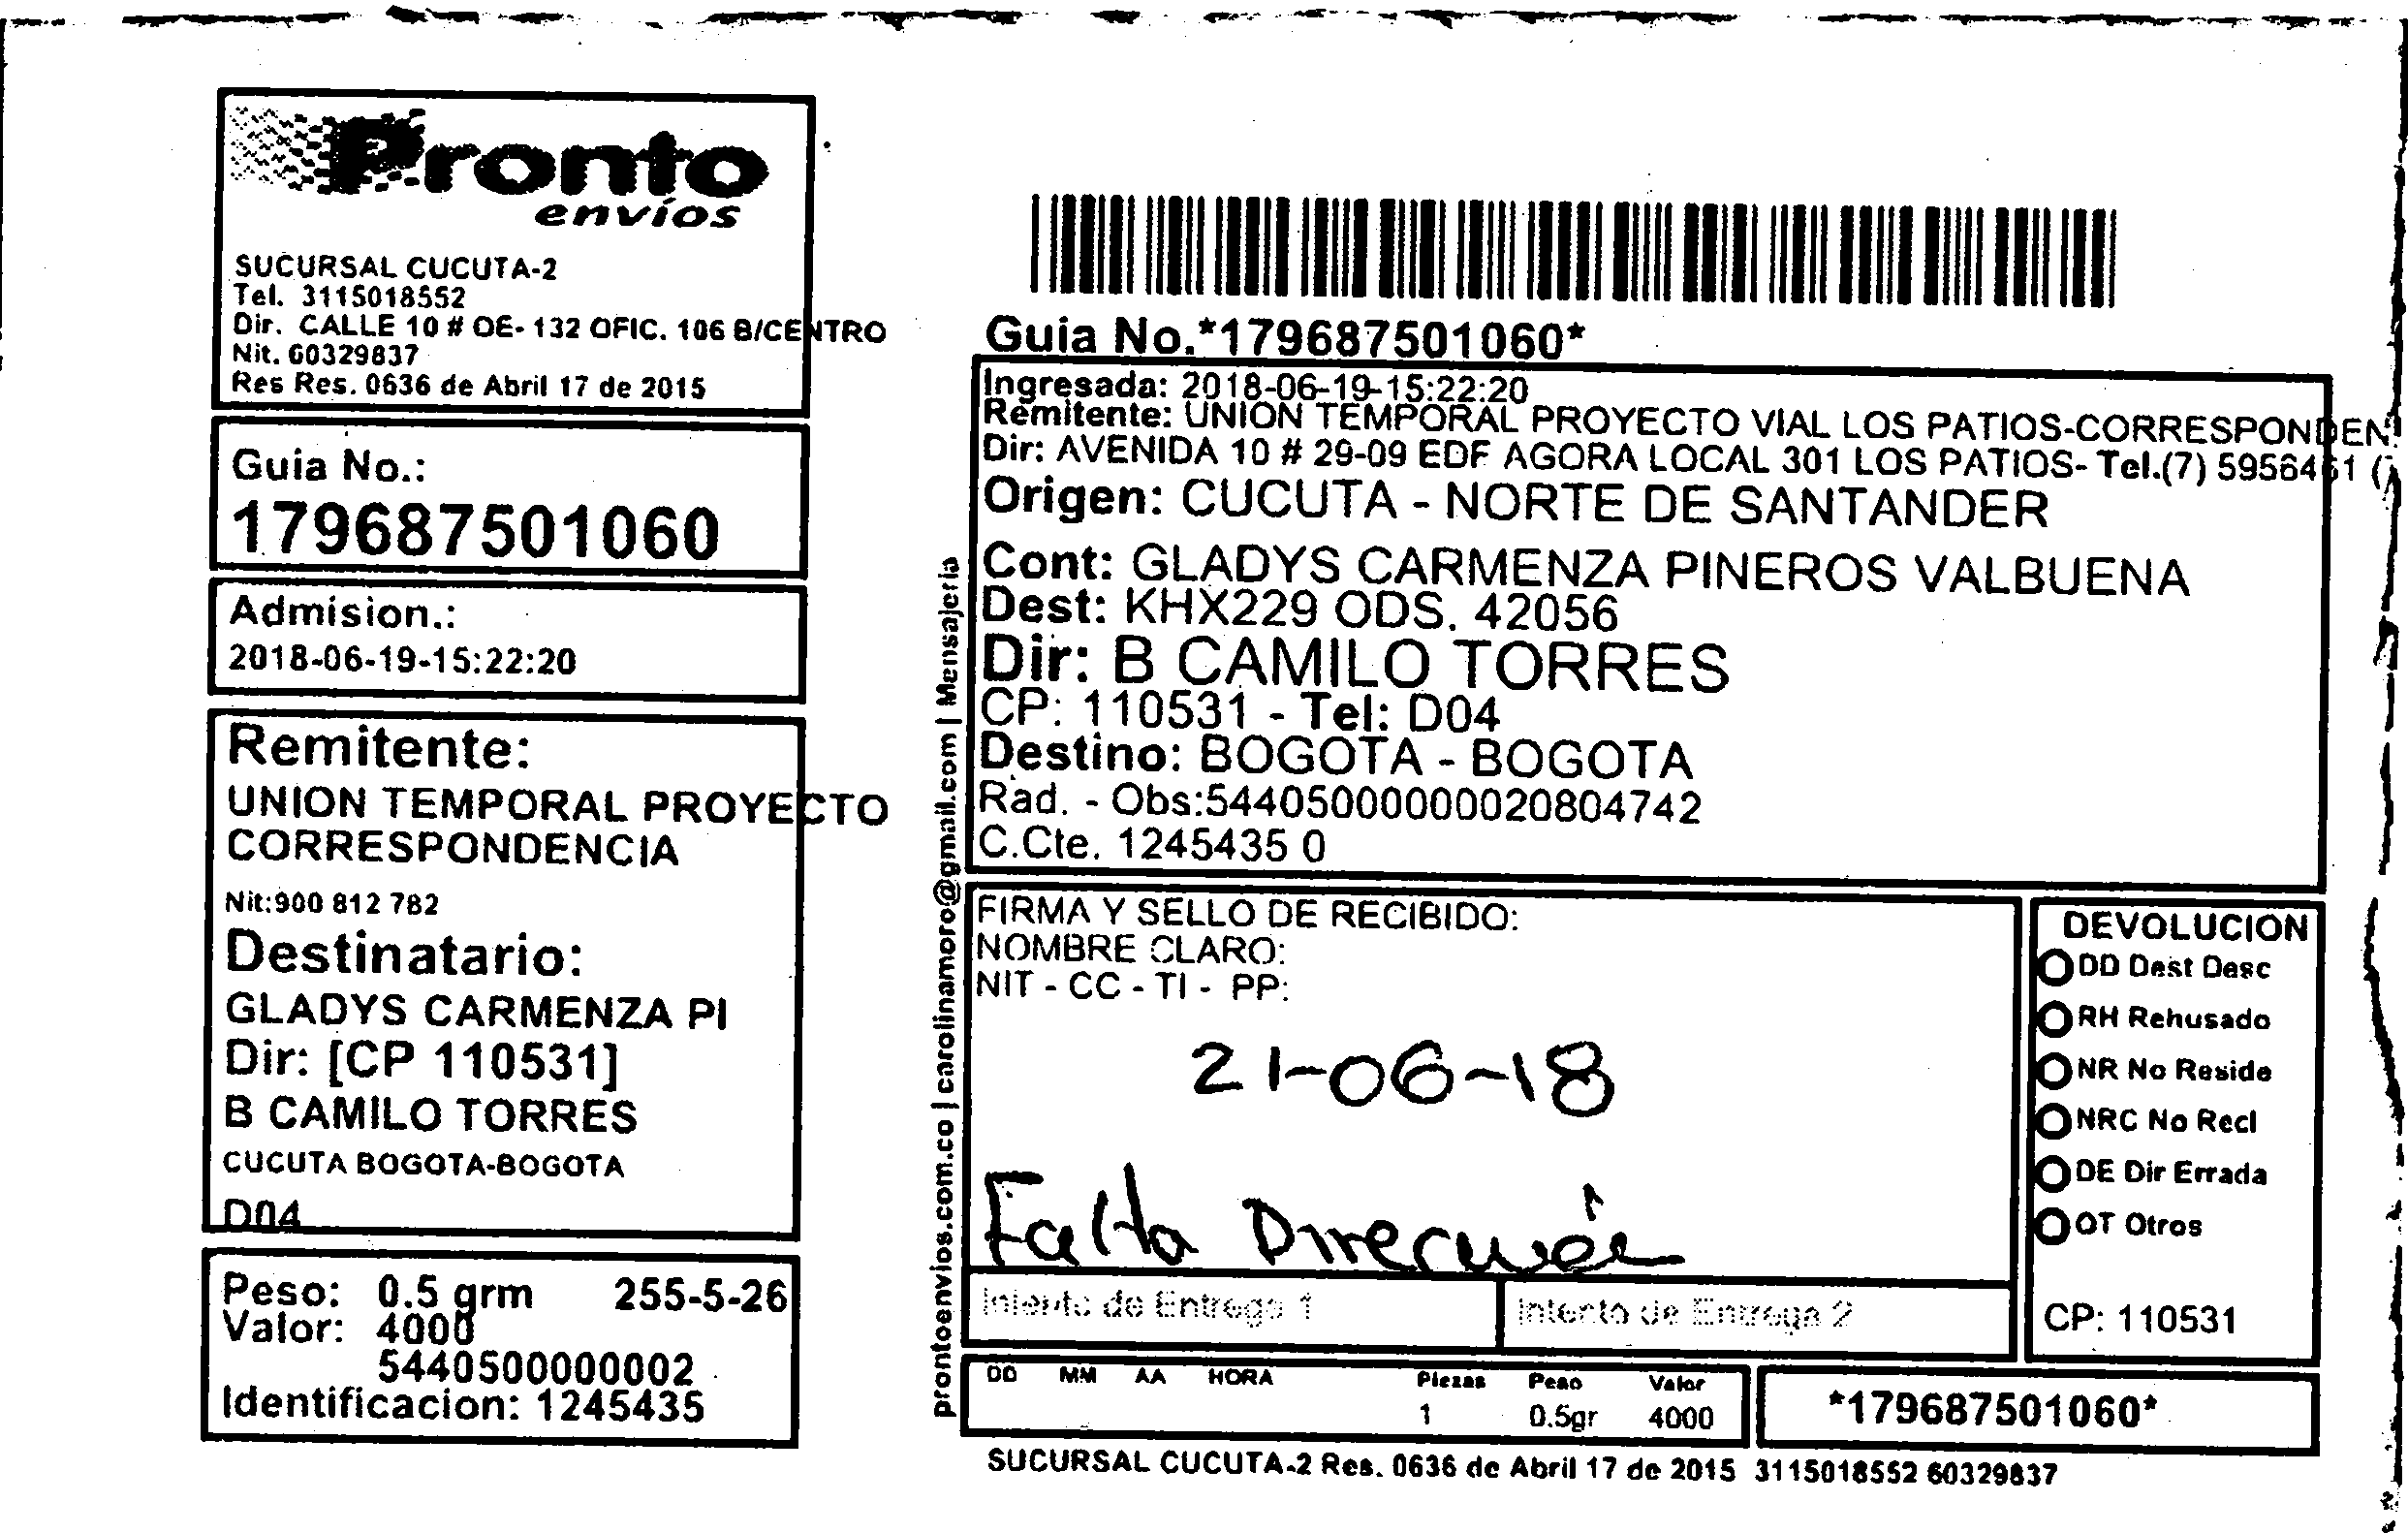 Pronto
envíos
SUCURSAL CUCUTA-2
Tel. 3115018552
Dir. CALLE 10 # OE- 132 OFIC. 106 B/CENTRO
Nit. 60329837
Res Res. 0636 de Abril 17 de 2015
Guia No.:
179687501060
Admision.:
2018-06-19-15:22:20
Remitente:
UNION TEMPORAL PROYECTO
CORRESPONDENCIA
Nit:900 812 782
Destinatario:
GLADYS CARMENZA PI
Dir: [CP 110531]
B CAMILO TORRES
CUCUTA BOGOTA-BOGOTA
D04
Peso: 0.5 grm 255-5-26
Valor: 4000
5440500000002
Identificacion: 1245435
prontoenvios.com.co | carolinamoro@gmail.com | Mensajeria
Guia No.*179687501060*
Ingresada: 2018-06-19-15:22:20
Remitente: UNION TEMPORAL PROYECTO VIAL LOS PATIOS-CORRESPONDEN
Dir: AVENIDA 10 # 29-09 EDF AGORA LOCAL 301 LOS PATIOS- Tel.(7) 5956461 (
Origen: CUCUTA - NORTE DE SANTANDER
Cont: GLADYS CARMENZA PINEROS VALBUENA
Dest: KHX229 ODS. 42056
Dir: B CAMILO TORRES
CP: 110531 - Tel: D04
Destino: BOGOTA - BOGOTA
Rad. - Obs:544050000000020804742
C.Cte. 1245435 0
FIRMA Y SELLO DE RECIBIDO:
NOMBRE CLARO:
NIT - CC - TI - PP:
21-06-18
Falta Dirección
Intento de Entrega 1
Intento de Entrega 2
DEVOLUCION
DD Dest Desc
RH Rehusado
NR No Reside
NRC No Recl
DE Dir Errada
OT Otros
CP: 110531
DD MM AA HORA Piezas Peso Valor
1 0.5gr 4000
*179687501060*
SUCURSAL CUCUTA-2 Res. 0636 de Abril 17 de 2015 3115018552 60329837